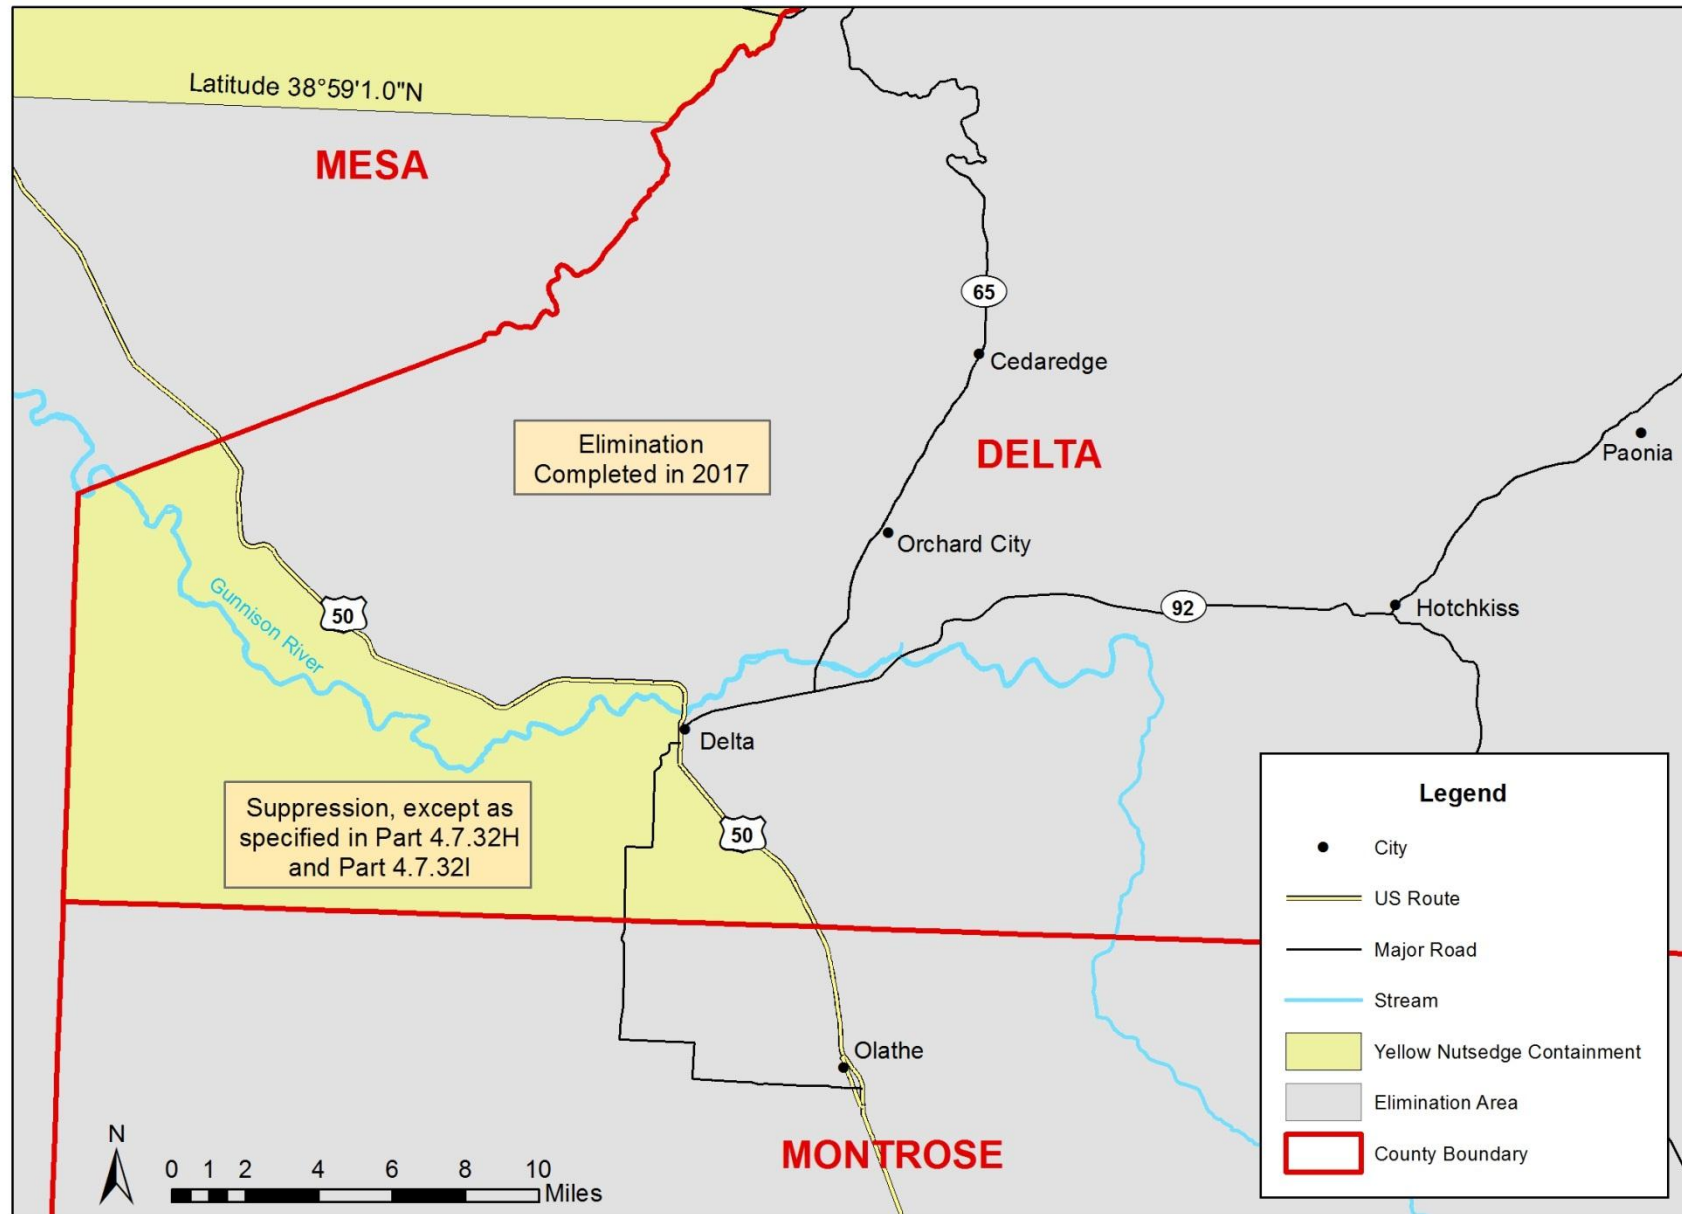 Latitude 38°59'1.0"N
MESA
65
Cedaredge
Elimination
Completed in 2017
DELTA
Paonia
Orchard City
Gunnison River
50
92
Hotchkiss
Delta
Suppression, except as
specified in Part 4.7.32H
and Part 4.7.32I
50
Olathe
MONTROSE
N
0 1 2 4 6 8 10
Miles
Legend
City
US Route
Major Road
Stream
Yellow Nutsedge Containment
Elimination Area
County Boundary